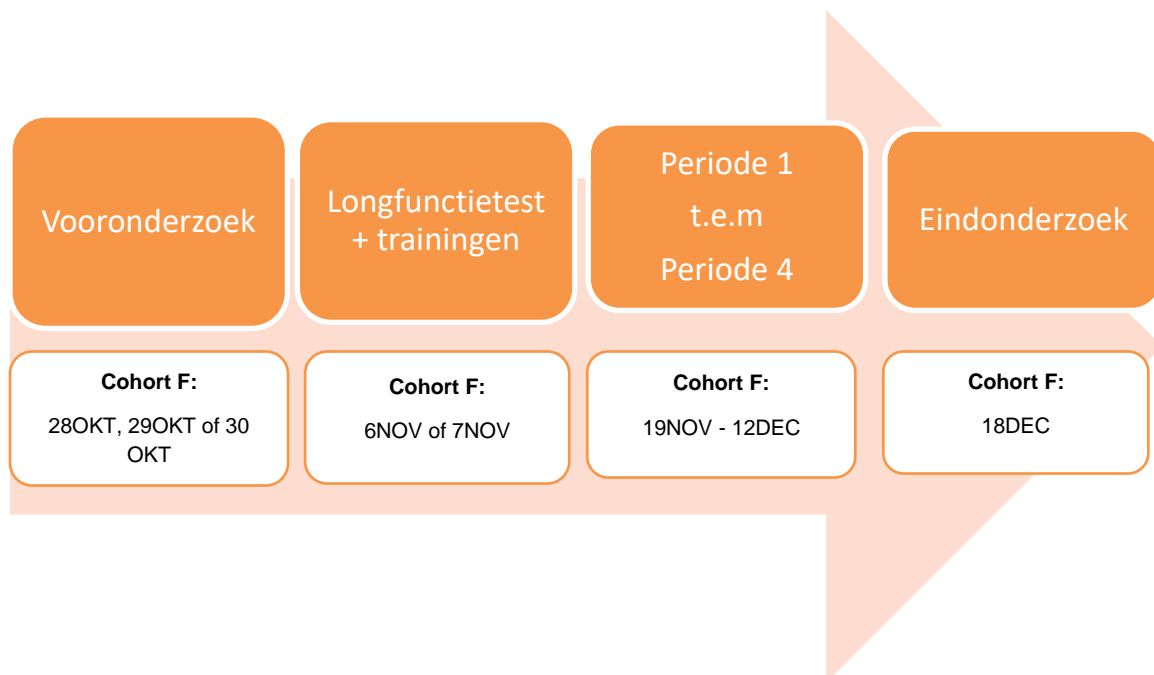 Vooronderzoek
Longfunctietest
+ trainingen
Periode 1
t.e.m
Periode 4
Eindonderzoek
Cohort F:
28OKT, 29OKT of 30
OKT
Cohort F:
6NOV of 7NOV
Cohort F:
19NOV - 12DEC
Cohort F:
18DEC